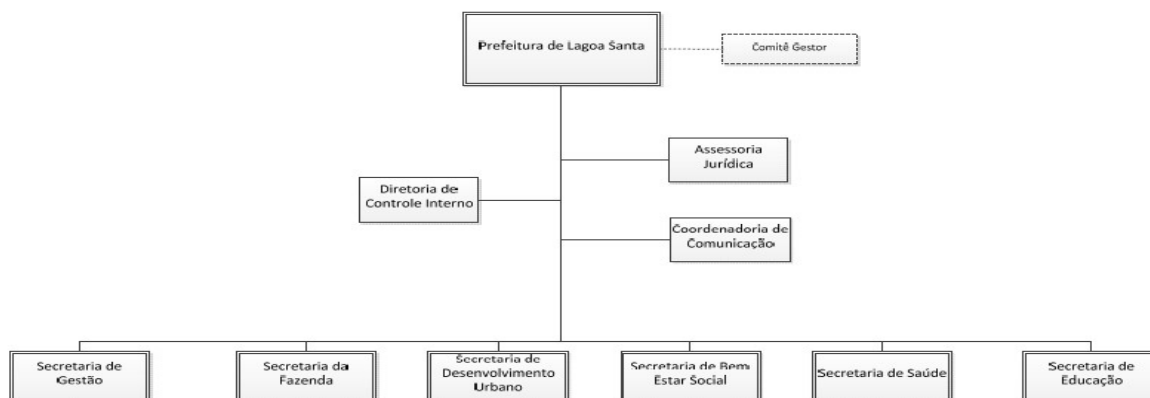 Prefeitura de Lagoa Santa
Comitê Gestor
Assessoria
Jurídica
Diretoria de
Controle Interno
Coordenadoria de
Comunicação
Secretaria de
Gestão
Secretaria da
Fazenda
Secretaria de
Desenvolvimento
Urbano
Secretaria de Bem
Estar Social
Secretaria de Saúde
Secretaria de
Educação